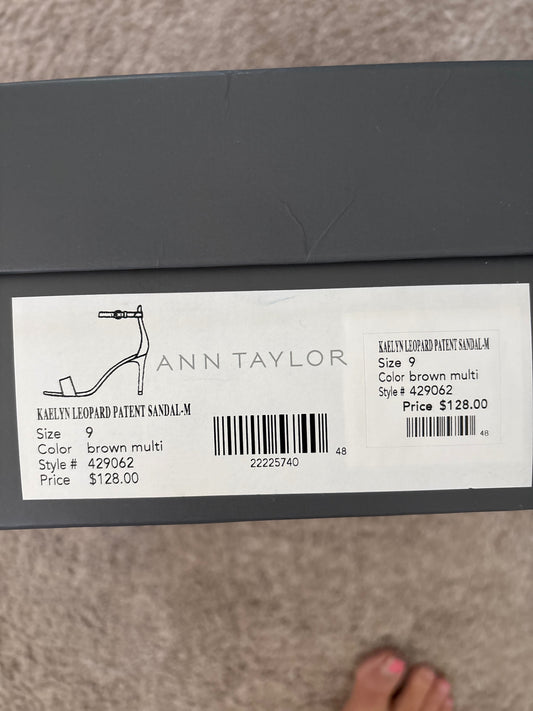 ANN TAYLOR
KAELYN LEOPARD PATENT SANDAL-M
Size 9
Color brown multi
Style # 429062
Price $128.00
22225740
48
KAELYN LEOPARD PATENT SANDAL-M
Size 9
Color brown multi
Style # 429062
Price $128.00
48